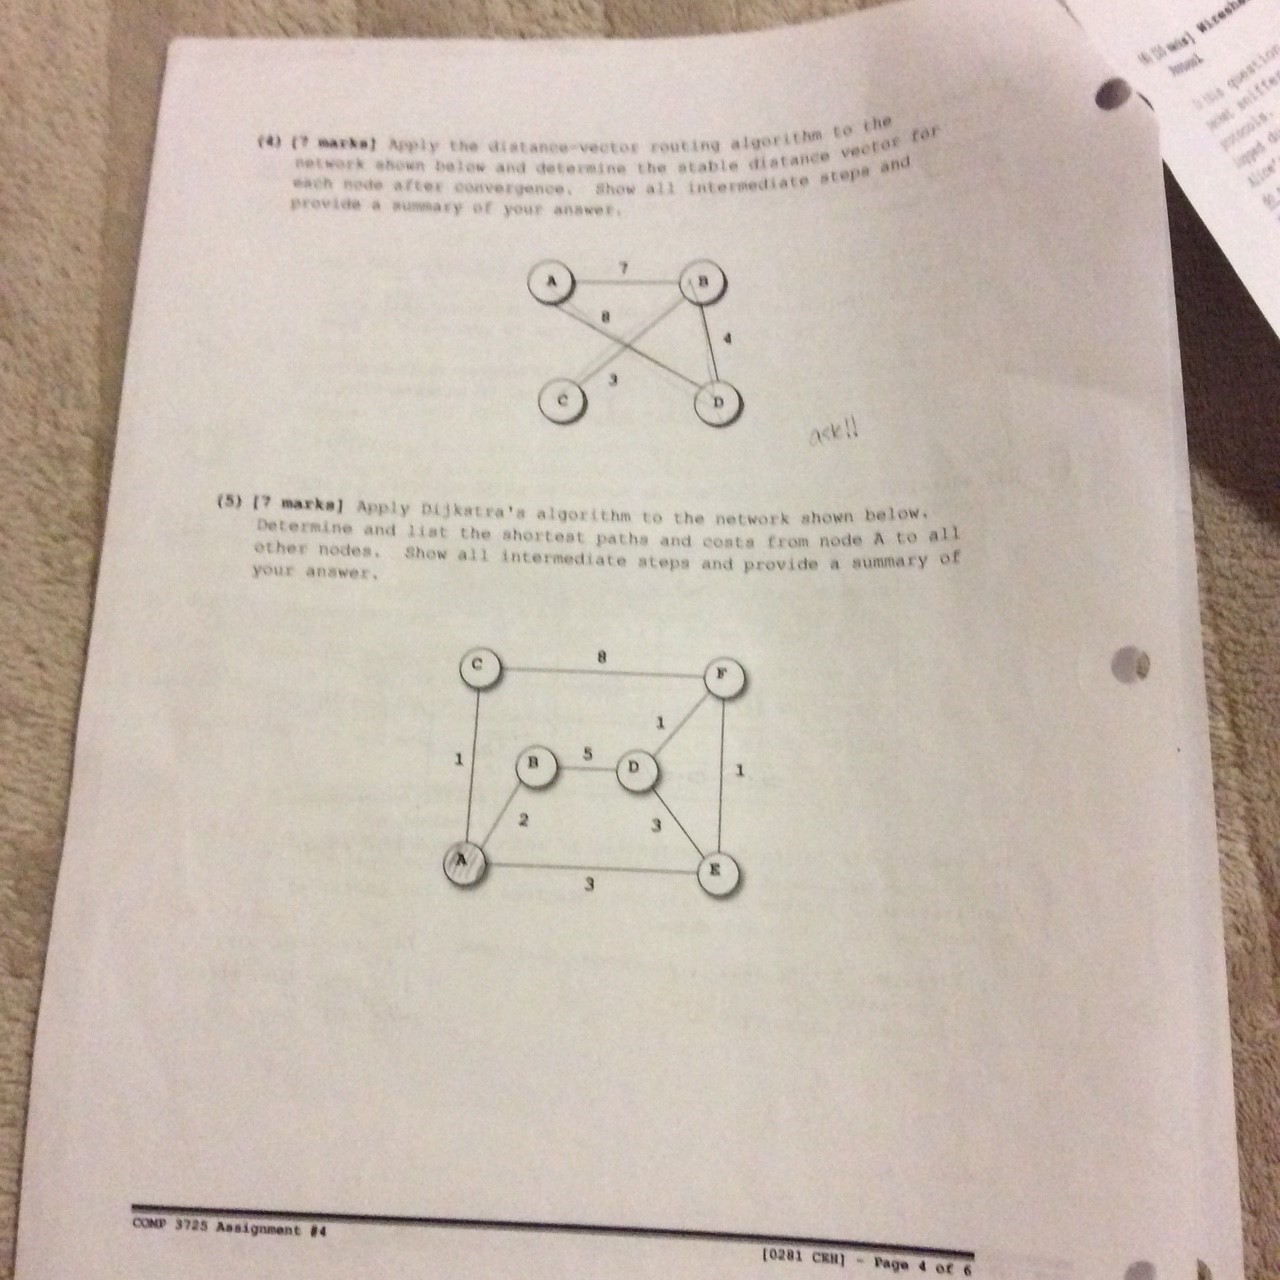 (4) [7 marks] Apply the distance-vector routing algorithm to the
network shown below and determine the stable distance vector for
each node after convergence. Show all intermediate steps and
provide a summary of your answer.
A 7 B
8
4
3
C D
ack!!
(5) [7 marks] Apply Dijkstra's algorithm to the network shown below.
Determine and list the shortest paths and costs from node A to all
other nodes. Show all intermediate steps and provide a summary of
your answer.
C 8 F
1
1 B 5 D 1
2 3
A 3 E
COMP 3725 Assignment #4
[0281 CEH] - Page 4 of 6
question